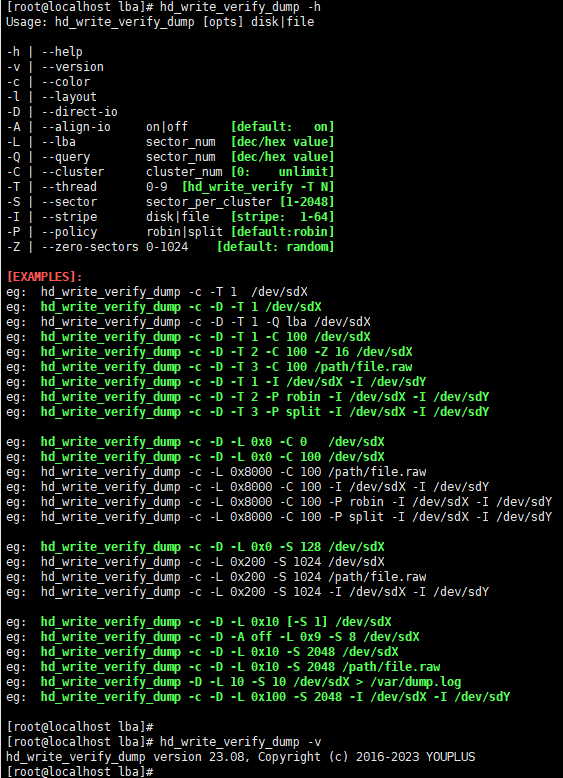 [root@localhost lba]# hd_write_verify_dump -h
Usage: hd_write_verify_dump [opts] disk|file

-h | --help
-v | --version
-c | --color
-l | --layout
-D | --direct-io
-A | --align-io     on|off      [default:   on]
-L | --lba          sector_num  [dec/hex value]
-Q | --query        sector_num  [dec/hex value]
-C | --cluster      cluster_num [0:    unlimit]
-T | --thread       0-9  [hd_write_verify -T N]
-S | --sector       sector_per_cluster [1-2048]
-I | --stripe       disk|file   [stripe:  1-64]
-P | --policy       robin|split [default:robin]
-Z | --zero-sectors 0-1024    [default: random]

[EXAMPLES]:
eg:  hd_write_verify_dump -c -T 1  /dev/sdX
eg:  hd_write_verify_dump -c -D -T 1 /dev/sdX
eg:  hd_write_verify_dump -c -D -T 1 -Q lba /dev/sdX
eg:  hd_write_verify_dump -c -D -T 1 -C 100 /dev/sdX
eg:  hd_write_verify_dump -c -D -T 2 -C 100 -Z 16 /dev/sdX
eg:  hd_write_verify_dump -c -D -T 3 -C 100 /path/file.raw
eg:  hd_write_verify_dump -c -D -T 1 -I /dev/sdX -I /dev/sdY
eg:  hd_write_verify_dump -c -D -T 2 -P robin -I /dev/sdX -I /dev/sdY
eg:  hd_write_verify_dump -c -D -T 3 -P split -I /dev/sdX -I /dev/sdY

eg:  hd_write_verify_dump -c -D -L 0x0 -C 0   /dev/sdX
eg:  hd_write_verify_dump -c -D -L 0x0 -C 100 /dev/sdX
eg:  hd_write_verify_dump -c -L 0x8000 -C 100 /path/file.raw
eg:  hd_write_verify_dump -c -L 0x8000 -C 100 -I /dev/sdX -I /dev/sdY
eg:  hd_write_verify_dump -c -L 0x8000 -C 100 -P robin -I /dev/sdX -I /dev/sdY
eg:  hd_write_verify_dump -c -L 0x8000 -C 100 -P split -I /dev/sdX -I /dev/sdY

eg:  hd_write_verify_dump -c -D -L 0x0 -S 128 /dev/sdX
eg:  hd_write_verify_dump -c -L 0x200 -S 1024 /dev/sdX
eg:  hd_write_verify_dump -c -L 0x200 -S 1024 /path/file.raw
eg:  hd_write_verify_dump -c -L 0x200 -S 1024 -I /dev/sdX -I /dev/sdY

eg:  hd_write_verify_dump -c -D -L 0x10 [-S 1] /dev/sdX
eg:  hd_write_verify_dump -c -D -A off -L 0x9 -S 8 /dev/sdX
eg:  hd_write_verify_dump -c -D -L 0x10 -S 2048 /dev/sdX
eg:  hd_write_verify_dump -c -D -L 0x10 -S 2048 /path/file.raw
eg:  hd_write_verify_dump -D -L 10 -S 10 /dev/sdX > /var/dump.log
eg:  hd_write_verify_dump -c -D -L 0x100 -S 2048 -I /dev/sdX -I /dev/sdY

[root@localhost lba]#
[root@localhost lba]# hd_write_verify_dump -v
hd_write_verify_dump version 23.08, Copyright (c) 2016-2023 YOUPLUS
[root@localhost lba]#